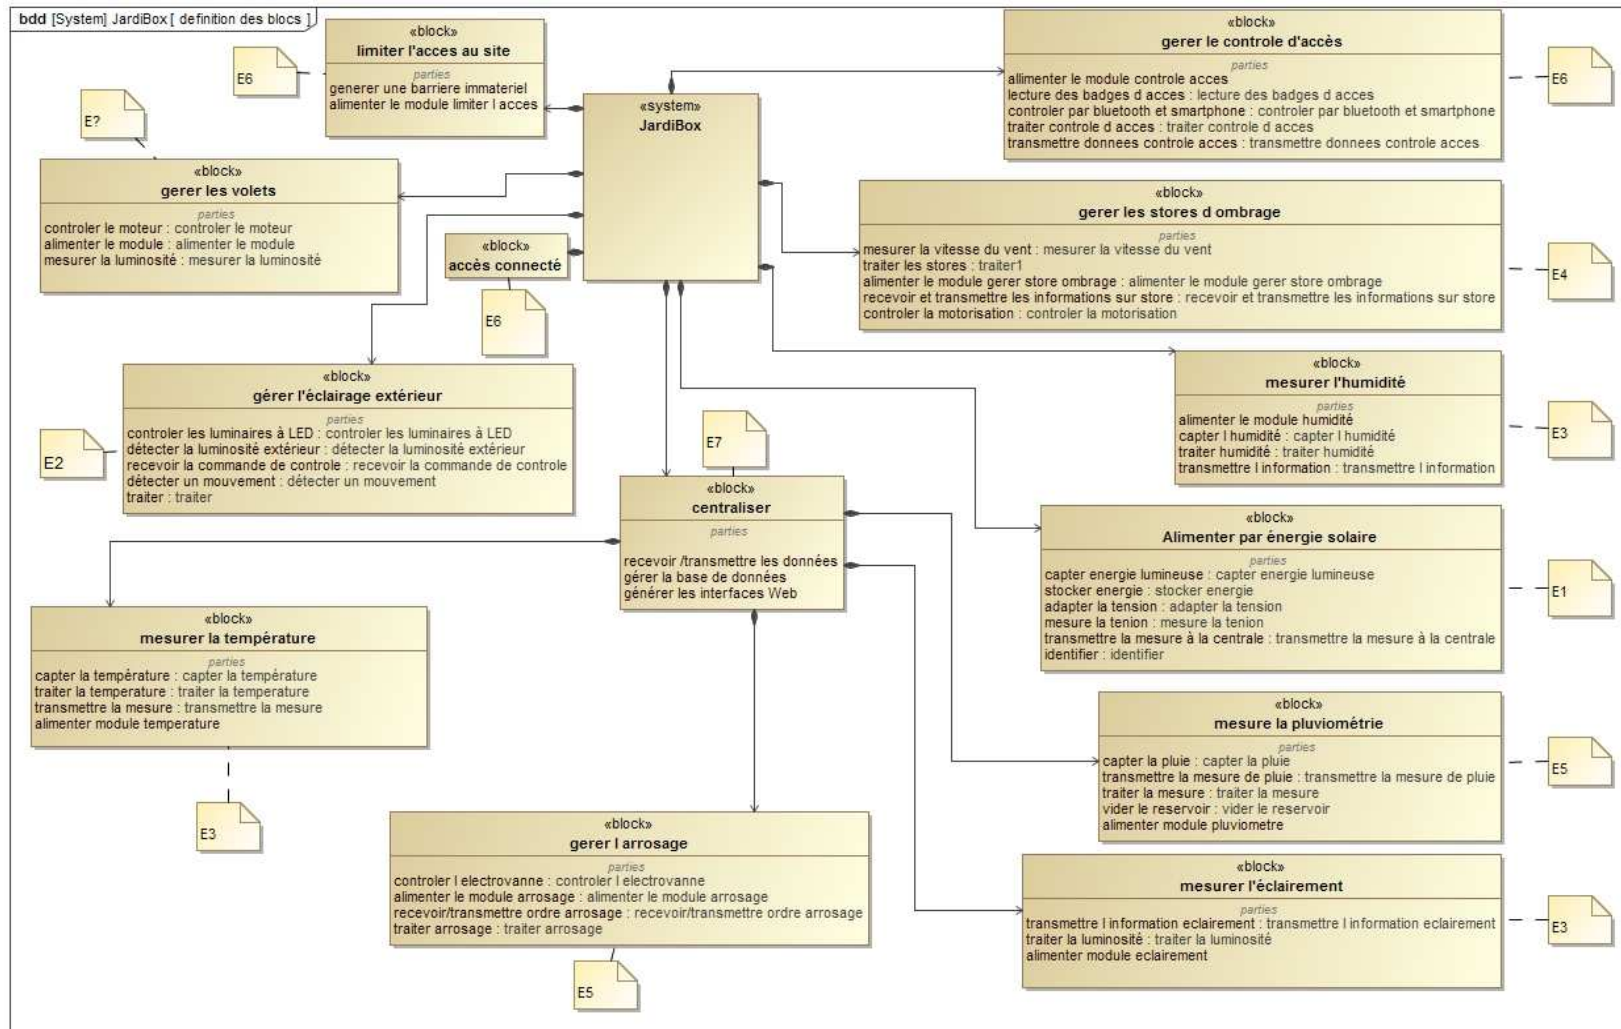 bdd [System] JardiBox [ definition des blocs ]
«block»
limiter l'acces au site
parties
generer une barriere immateriel
alimenter le module limiter l acces
E6
«block»
gerer le controle d'accès
parties
allimenter le module controle acces
lecture des badges d acces : lecture des badges d acces
controler par bluetooth et smartphone : controler par bluetooth et smartphone
traiter controle d acces : traiter controle d acces
transmettre donnees controle acces : transmettre donnees controle acces
E6
«system»
JardiBox
E?
«block»
gerer les volets
parties
controler le moteur : controler le moteur
alimenter le module : alimenter le module
mesurer la luminosité : mesurer la luminosité
«block»
accès connecté
E6
«block»
gerer les stores d ombrage
parties
mesurer la vitesse du vent : mesurer la vitesse du vent
traiter les stores : traiter1
alimenter le module gerer store ombrage : alimenter le module gerer store ombrage
recevoir et transmettre les informations sur store : recevoir et transmettre les informations sur store
controler la motorisation : controler la motorisation
E4
«block»
gérer l'éclairage extérieur
parties
controler les luminaires à LED : controler les luminaires à LED
détecter la luminosité extérieur : détecter la luminosité extérieur
recevoir la commande de controle : recevoir la commande de controle
détecter un mouvement : détecter un mouvement
traiter : traiter
E2
«block»
mesurer l'humidité
parties
alimenter le module humidité
capter l humidité : capter l humidité
traiter humidité : traiter humidité
transmettre l information : transmettre l information
E3
E7
«block»
centraliser
parties
recevoir /transmettre les données
gérer la base de données
générer les interfaces Web
«block»
Alimenter par énergie solaire
parties
capter energie lumineuse : capter energie lumineuse
stocker energie : stocker energie
adapter la tension : adapter la tension
mesure la tenion : mesure la tenion
transmettre la mesure à la centrale : transmettre la mesure à la centrale
identifier : identifier
E1
«block»
mesurer la température
parties
capter la température : capter la température
traiter la temperature : traiter la temperature
transmettre la mesure : transmettre la mesure
alimenter module temperature
E3
«block»
mesure la pluviométrie
parties
capter la pluie : capter la pluie
transmettre la mesure de pluie : transmettre la mesure de pluie
traiter la mesure : traiter la mesure
vider le reservoir : vider le reservoir
alimenter module pluviometre
E5
«block»
gerer l arrosage
parties
controler l electrovanne : controler l electrovanne
alimenter le module arrosage : alimenter le module arrosage
recevoir/transmettre ordre arrosage : recevoir/transmettre ordre arrosage
traiter arrosage : traiter arrosage
E5
«block»
mesurer l'éclairement
parties
transmettre l information eclairement : transmettre l information eclairement
traiter la luminosité : traiter la luminosité
alimenter module eclairement
E3